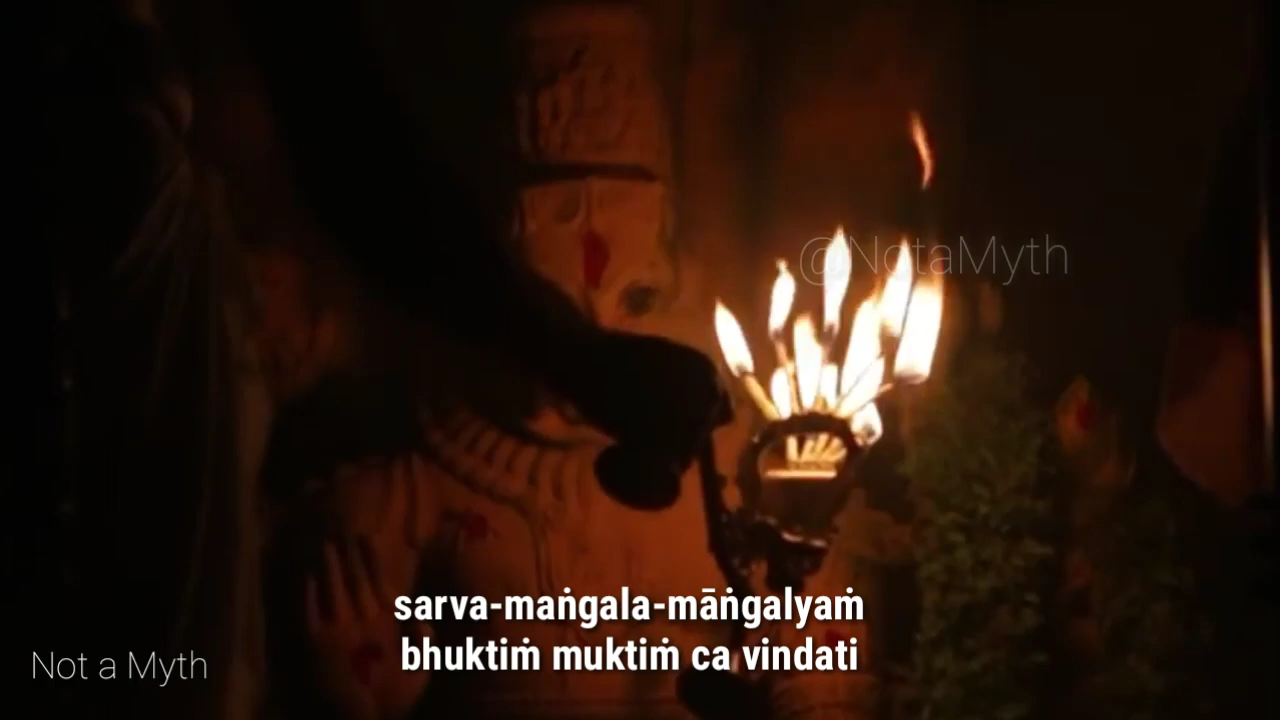 @NotaMyth
sarva-maṅgala-māṅgalyaṁ
bhuktiṁ muktiṁ ca vindati
Not a Myth